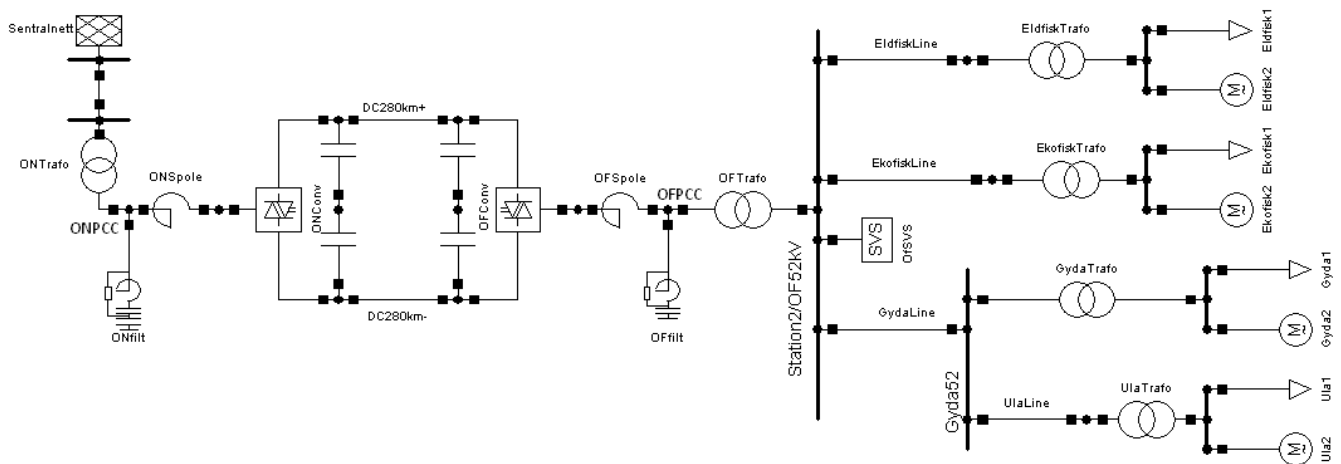 Sentralnett
ONTrafo
ONPCC
ONSpole
ONfilt
DC280km+
ONConv
OFConv
DC280km-
OFSpole
OFPCC
OFTrafo
OFfilt
Station2/OF52kV
SVS
OfSVS
EldfiskLine
EldfiskTrafo
Eldfisk1
M~
Eldfisk2
EkofiskLine
EkofiskTrafo
Ekofisk1
M~
Ekofisk2
GydaLine
Gyda52
GydaTrafo
Gyda1
M~
Gyda2
UlaLine
UlaTrafo
Ula1
M~
Ula2